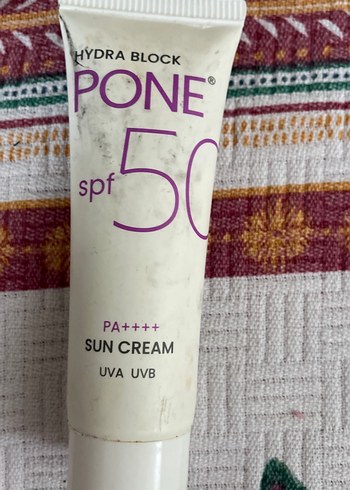 HYDRA BLOCK
PONE®
spf 50
PA++++
SUN CREAM
UVA UVB